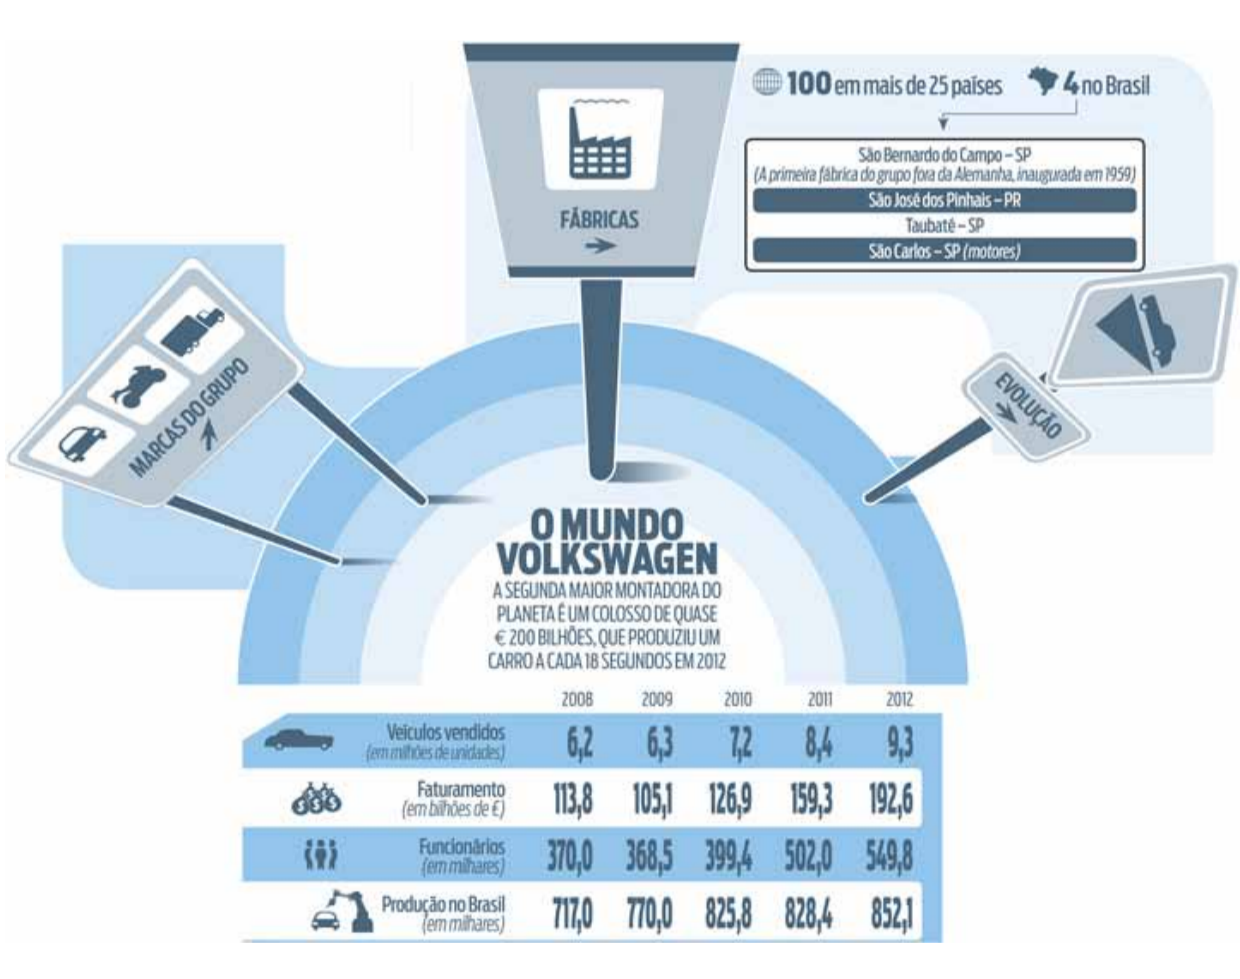 100 em mais de 25 países
4 no Brasil
São Bernardo do Campo – SP
(A primeira fábrica do grupo fora da Alemanha, inaugurada em 1959)
São José dos Pinhais – PR
Taubaté – SP
São Carlos – SP (motores)
FÁBRICAS
MARCAS DO GRUPO
EVOLUÇÃO
O MUNDO
VOLKSWAGEN
A SEGUNDA MAIOR MONTADORA DO
PLANETA É UM COLOSSO DE QUASE
€ 200 BILHÕES, QUE PRODUZIU UM
CARRO A CADA 18 SEGUNDOS EM 2012
2008 2009 2010 2011 2012
Veículos vendidos
(em milhões de unidades)
6,2 6,3 7,2 8,4 9,3
Faturamento
(em bilhões de €)
113,8 105,1 126,9 159,3 192,6
Funcionários
(em milhares)
370,0 368,5 399,4 502,0 549,8
Produção no Brasil
(em milhares)
717,0 770,0 825,8 828,4 852,1